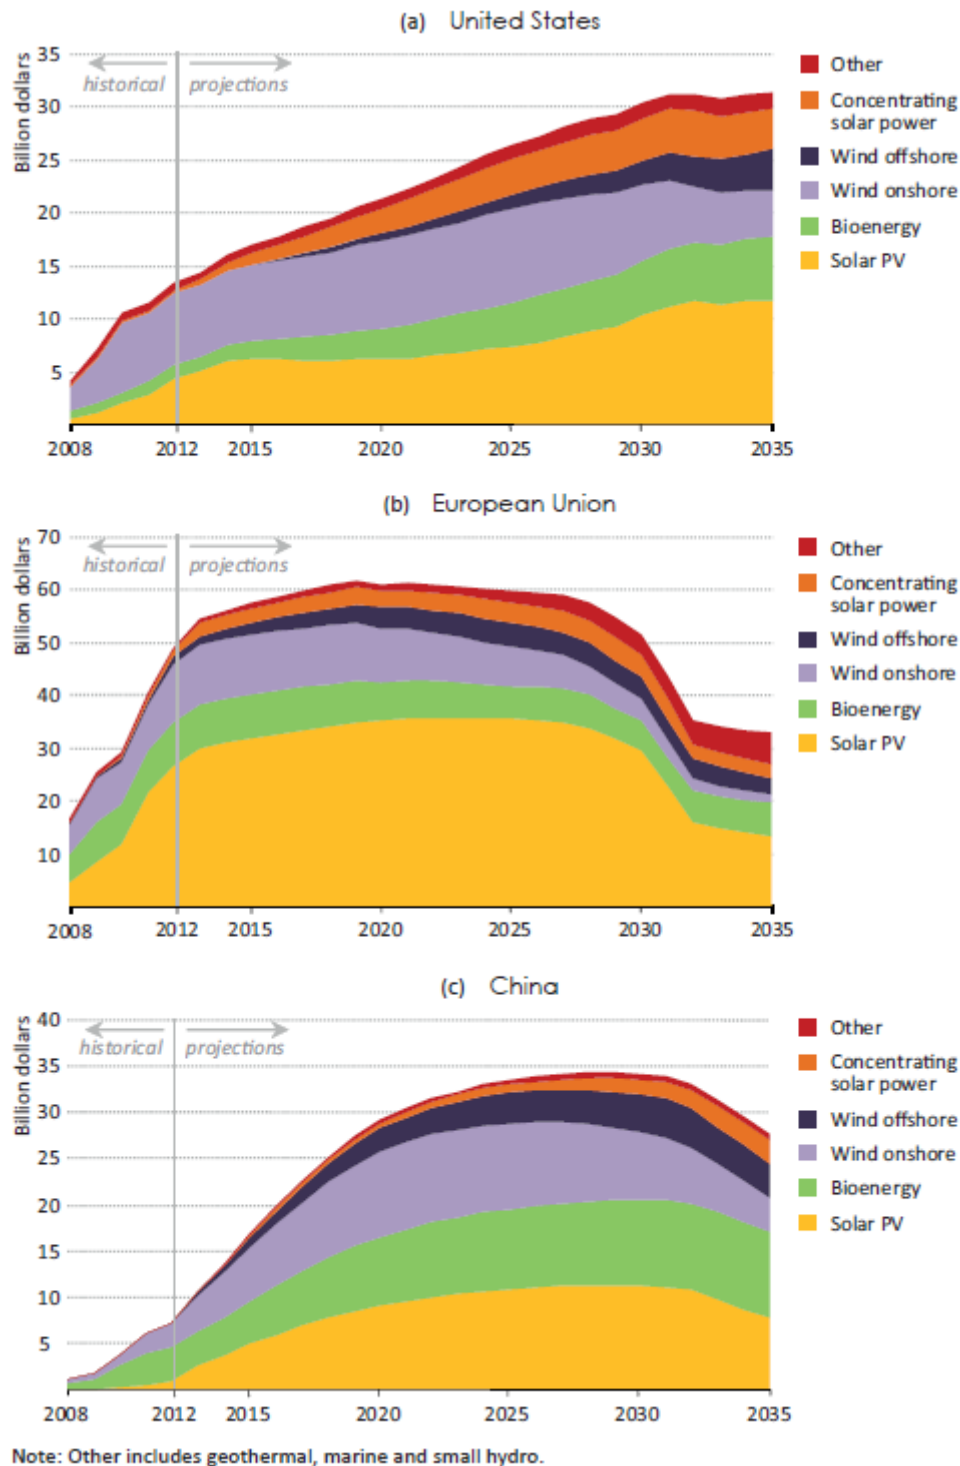 (a) United States
Billion dollars
35
30
25
20
15
10
5
historical
projections
2008 2012 2015 2020 2025 2030 2035
Other
Concentrating
solar power
Wind offshore
Wind onshore
Bioenergy
Solar PV
(b) European Union
Billion dollars
70
60
50
40
30
20
10
historical
projections
2008 2012 2015 2020 2025 2030 2035
Other
Concentrating
solar power
Wind offshore
Wind onshore
Bioenergy
Solar PV
(c) China
Billion dollars
40
35
30
25
20
15
10
5
historical
projections
2008 2012 2015 2020 2025 2030 2035
Other
Concentrating
solar power
Wind offshore
Wind onshore
Bioenergy
Solar PV
Note: Other includes geothermal, marine and small hydro.